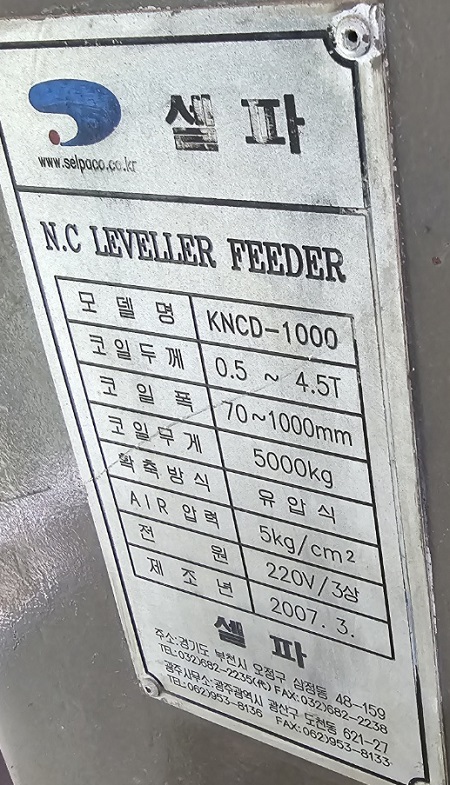 셀파
www.selpaco.co.kr
N.C LEVELLER FEEDER
모델명 KNCD-1000
코일두께 0.5 ~ 4.5T
코일폭 70~1000mm
코일무게 5000kg
확축방식 유압식
AIR 압력 5kg/cm2
전원 220V/3상
제조년 2007. 3.
셀파
주소:경기도 부천시 오정구 삼정동 48-159
TEL:032)682-2235(代) FAX:032)682-2238
광주사무소:광주광역시 광산구 도천동 621-27
TEL:062)953-8136 FAX:062)953-8133